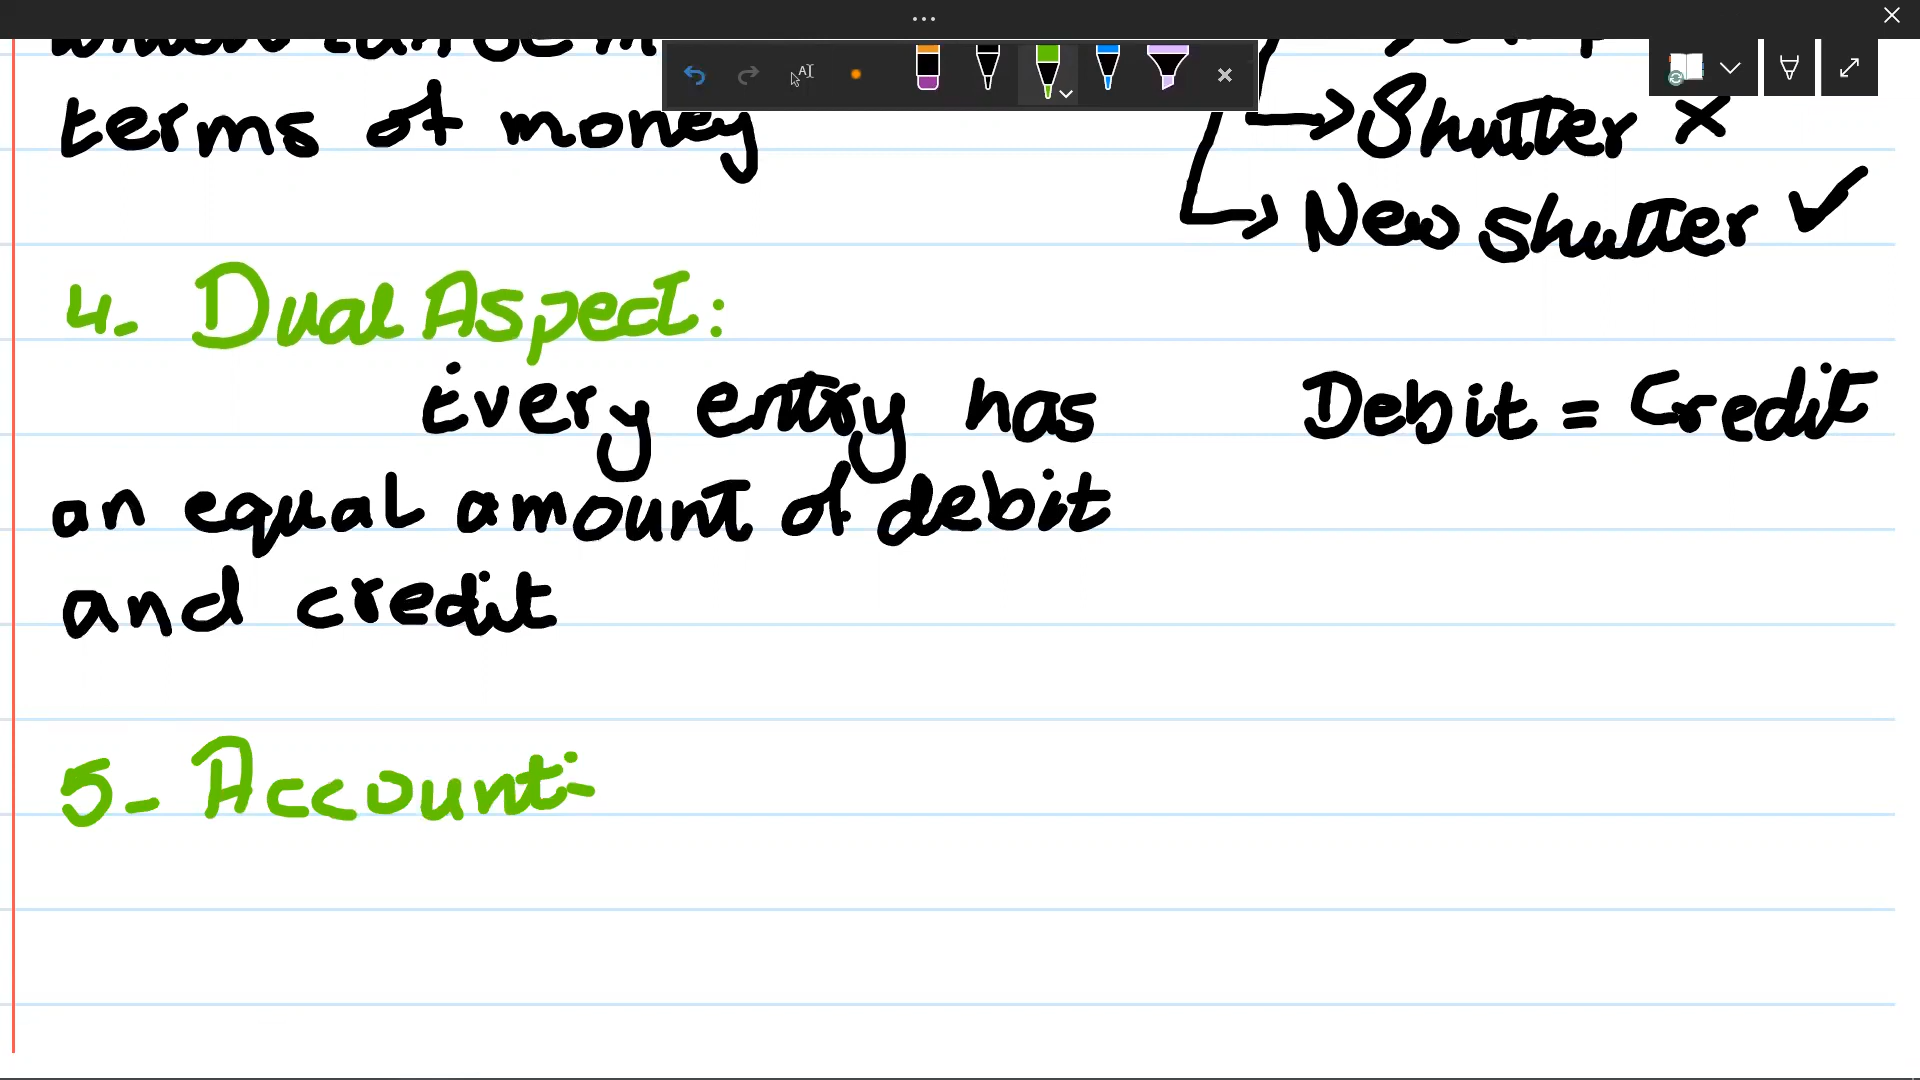 terms of money
→ Shutter ×
→ New shutter ✓
4. Dual Aspect:
Every entry has
Debit = Credit
an equal amount of debit
and credit
5- Accounti